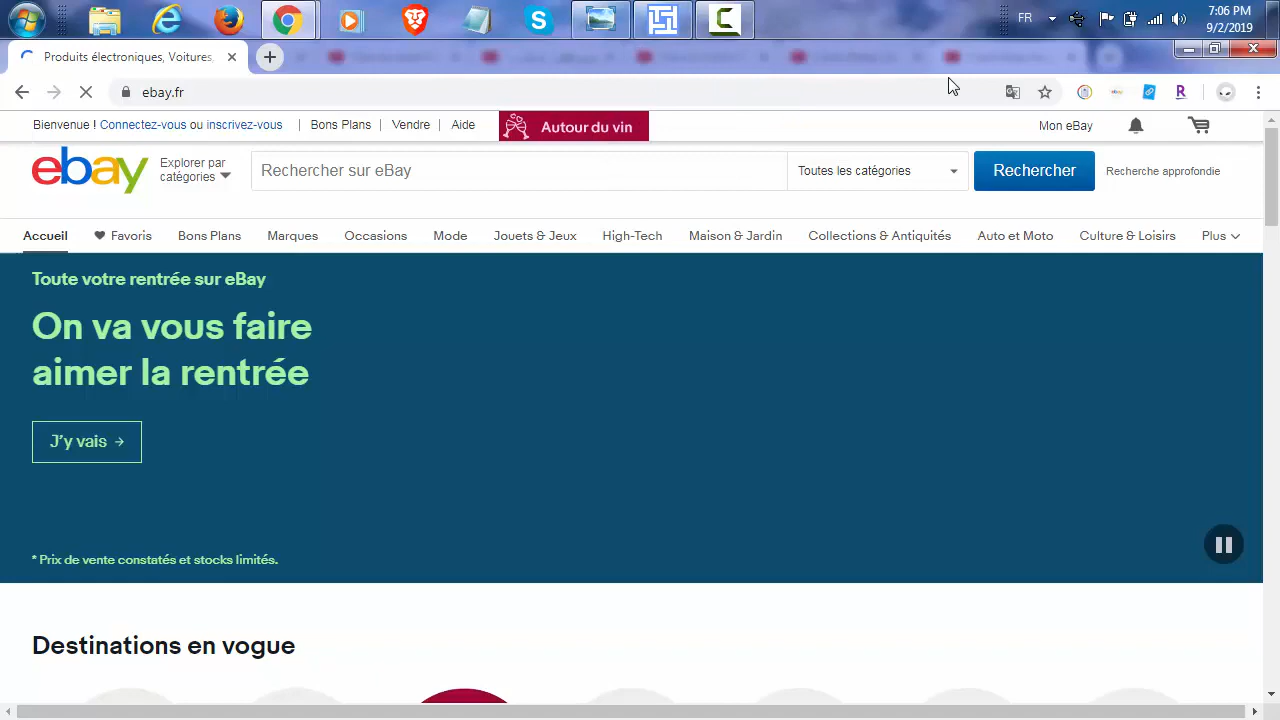 FR
7:06 PM
9/2/2019
Produits électroniques, Voitures,
ebay.fr
Bienvenue ! Connectez-vous ou inscrivez-vous
Bons Plans
Vendre
Aide
Autour du vin
Mon eBay
ebay
Explorer par
catégories
Rechercher sur eBay
Toutes les catégories
Rechercher
Recherche approfondie
Accueil
Favoris
Bons Plans
Marques
Occasions
Mode
Jouets & Jeux
High-Tech
Maison & Jardin
Collections & Antiquités
Auto et Moto
Culture & Loisirs
Plus
Toute votre rentrée sur eBay
On va vous faire
aimer la rentrée
J'y vais →
* Prix de vente constatés et stocks limités.
Destinations en vogue